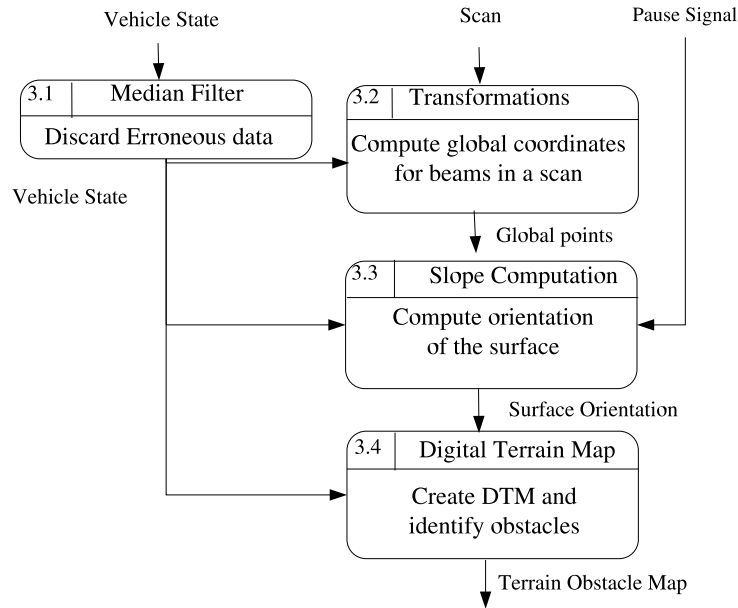 Vehicle State
Scan
Pause Signal
3.1 Median Filter
Discard Erroneous data
3.2 Transformations
Compute global coordinates
for beams in a scan
Vehicle State
Global points
3.3 Slope Computation
Compute orientation
of the surface
Surface Orientation
3.4 Digital Terrain Map
Create DTM and
identify obstacles
Terrain Obstacle Map